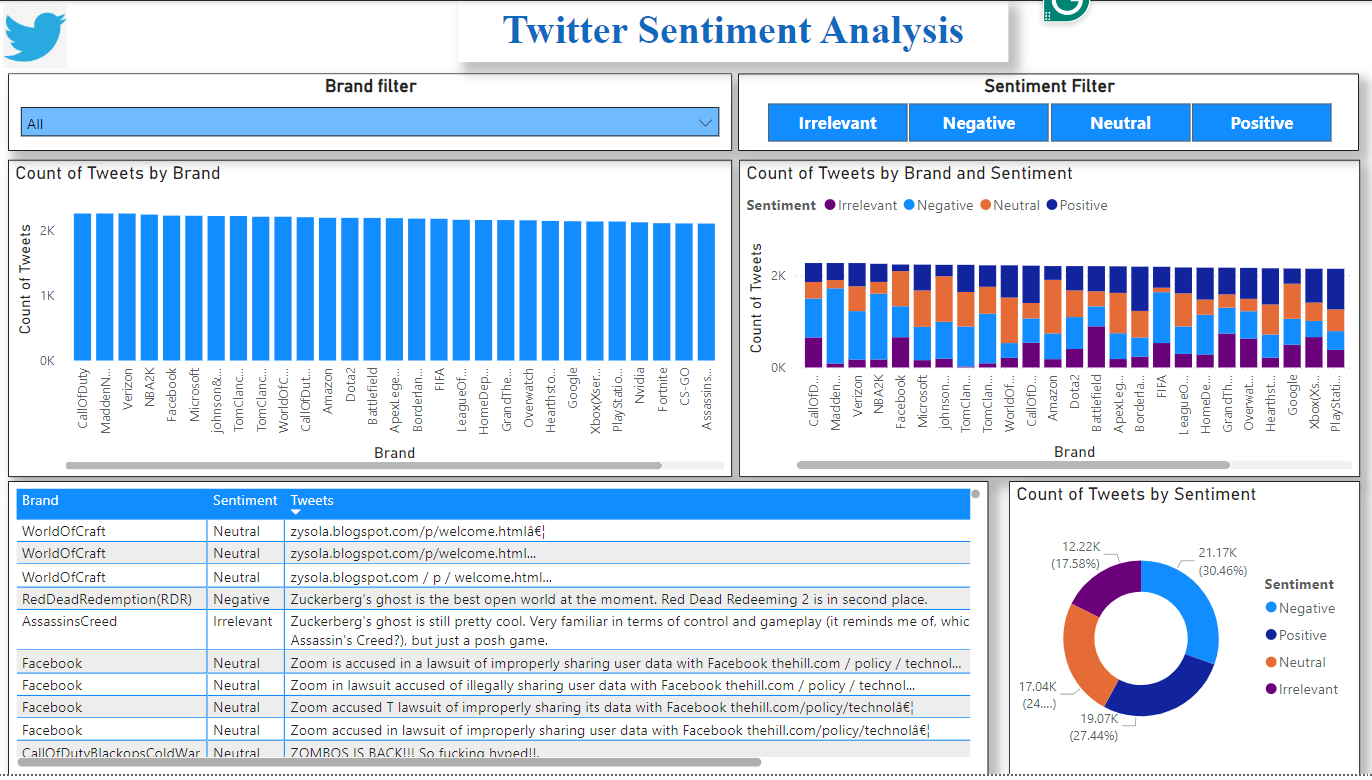 Twitter Sentiment Analysis
Brand filter
All
Sentiment Filter
Irrelevant Negative Neutral Positive
Count of Tweets by Brand
Count of Tweets
2K
1K
0K
CallOfDuty
MaddenN...
Verizon
NBA2K
Facebook
Microsoft
johnson&...
TomClanc...
TomClanc...
WorldOfC...
CallOfDut...
Amazon
Dota2
Battlefield
ApexLege...
Borderlan...
FIFA
LeagueOf...
HomeDep...
GrandThe...
Overwatch
Hearthsto...
Google
Xbox(Xser...
PlayStatio...
Nvidia
Fortnite
CS-GO
Assassins...
Brand
Count of Tweets by Brand and Sentiment
Sentiment Irrelevant Negative Neutral Positive
Count of Tweets
2K
0K
CallOfD...
Madden...
Verizon
NBA2K
Facebook
Microsoft
johnson...
TomClan...
TomClan...
WorldOf...
CallOfD...
Amazon
Dota2
Battlefield
ApexLeg...
Borderla...
FIFA
LeagueO...
HomeDe...
GrandTh...
Overwat...
Hearthst...
Google
Xbox(Xs...
PlayStati...
Brand
Brand Sentiment Tweets
WorldOfCraft Neutral zysola.blogspot.com/p/welcome.htmlâ€¦
WorldOfCraft Neutral zysola.blogspot.com/p/welcome.html...
WorldOfCraft Neutral zysola.blogspot.com / p / welcome.html...
RedDeadRedemption(RDR) Negative Zuckerberg's ghost is the best open world at the moment. Red Dead Redeeming 2 is in second place.
AssassinsCreed Irrelevant Zuckerberg's ghost is still pretty cool. Very familiar in terms of control and gameplay (it reminds me of, whic
Assassin's Creed?), but just a posh game.
Facebook Neutral Zoom is accused in a lawsuit of improperly sharing user data with Facebook thehill.com / policy / technol...
Facebook Neutral Zoom in lawsuit accused of illegally sharing user data with Facebook thehill.com / policy / technol...
Facebook Neutral Zoom accused T lawsuit of improperly sharing its data with Facebook thehill.com/policy/technolâ€¦
Facebook Neutral Zoom accused in lawsuit of improperly sharing user data with Facebook thehill.com/policy/technolâ€¦
CallOfDutyBlackopsColdWar Neutral ZOMBOS IS BACK!!! So fucking hyped!!.
Count of Tweets by Sentiment
12.22K
(17.58%)
21.17K
(30.46%)
17.04K
(24....)
19.07K
(27.44%)
Sentiment
Negative
Positive
Neutral
Irrelevant